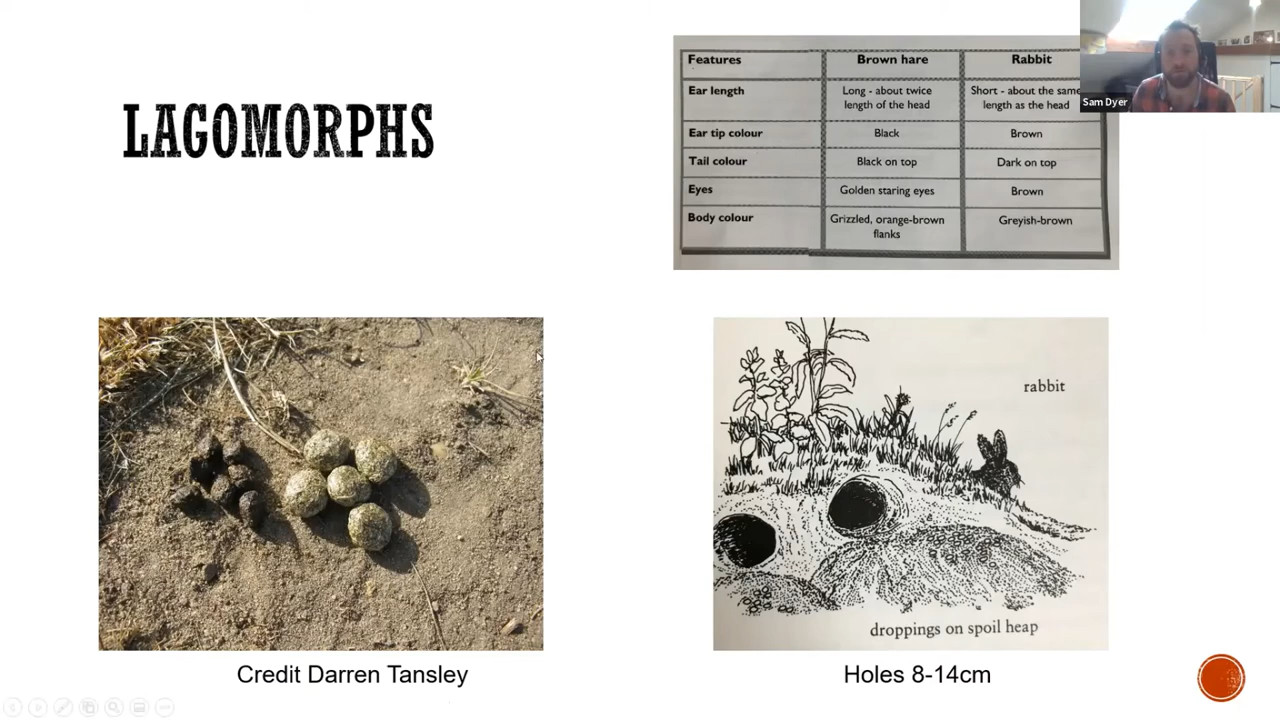 LAGOMORPHS
Features Brown hare Rabbit
Ear length Long - about twice length of the head Short - about the same length as the head
Ear tip colour Black Brown
Tail colour Black on top Dark on top
Eyes Golden staring eyes Brown
Body colour Grizzled, orange-brown flanks Greyish-brown
Sam Dyer
rabbit
droppings on spoil heap
Credit Darren Tansley
Holes 8-14cm